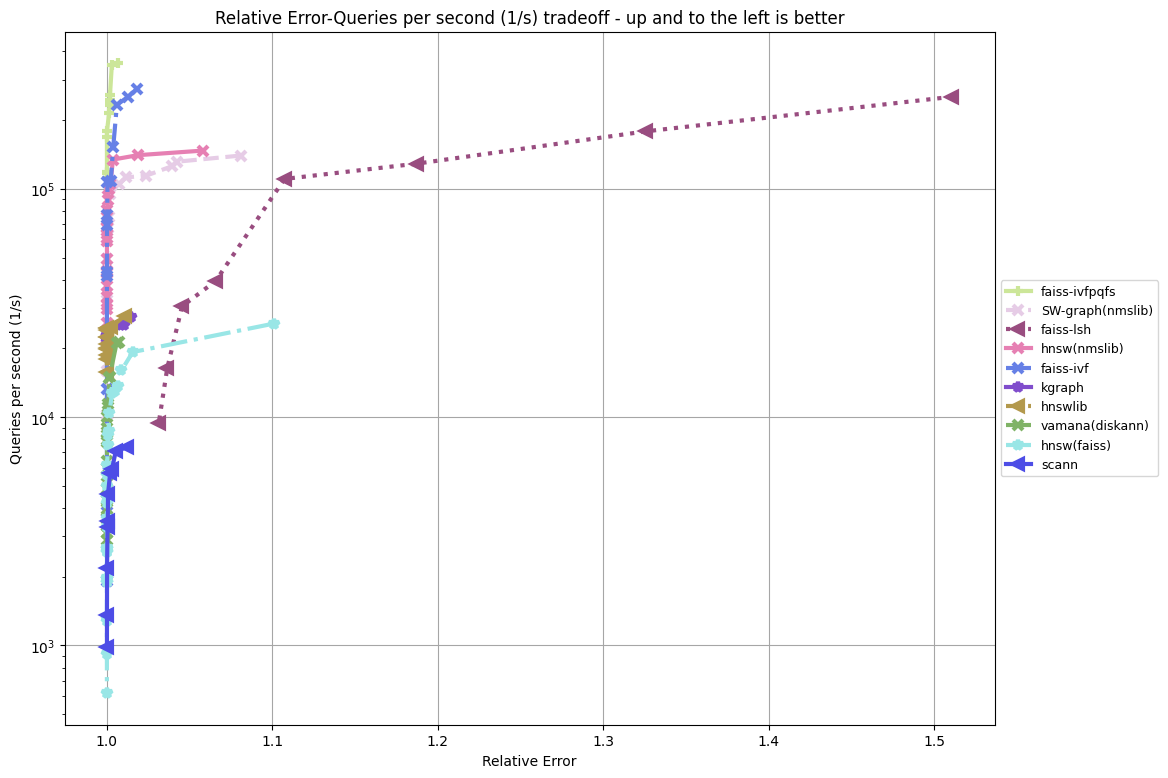 Relative Error-Queries per second (1/s) tradeoff - up and to the left is better
Queries per second (1/s)
10^5
10^4
10^3
1.0 1.1 1.2 1.3 1.4 1.5
Relative Error
faiss-ivfpqfs
SW-graph(nmslib)
faiss-lsh
hnsw(nmslib)
faiss-ivf
kgraph
hnswlib
vamana(diskann)
hnsw(faiss)
scann